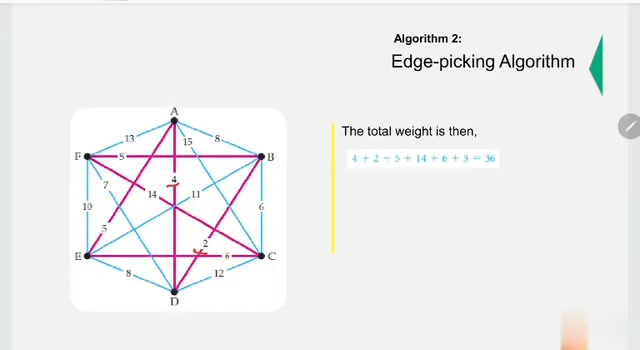 Algorithm 2:
Edge-picking Algorithm
The total weight is then,
4 + 2 + 5 + 14 + 6 + 5 = 36
A
13
15
8
F
5
B
7
4
14
11
10
6
5
2
E
6
C
8
12
D